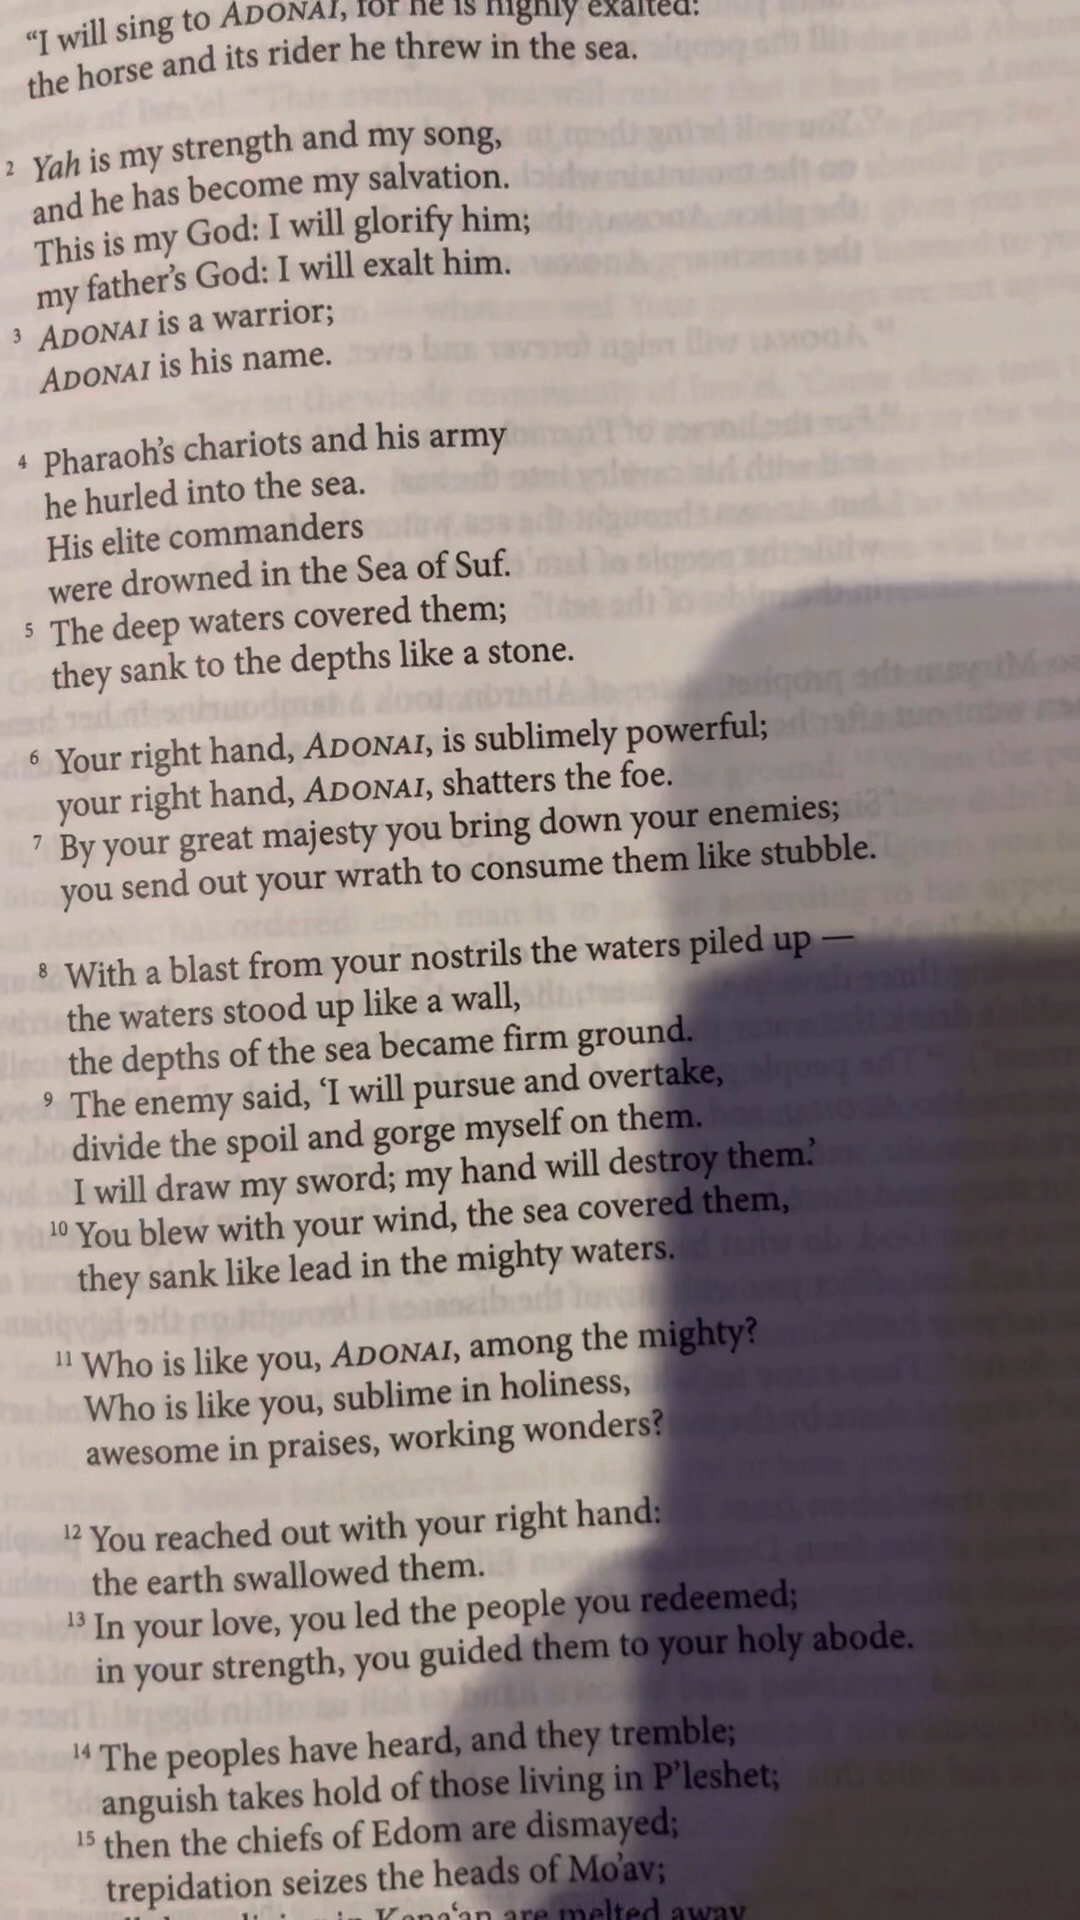 “I will sing to ADONAI, for he is highly exalted:
the horse and its rider he threw in the sea.
2 Yah is my strength and my song,
and he has become my salvation.
This is my God: I will glorify him;
my father’s God: I will exalt him.
3 ADONAI is a warrior;
ADONAI is his name.
4 Pharaoh’s chariots and his army
he hurled into the sea.
His elite commanders
were drowned in the Sea of Suf.
5 The deep waters covered them;
they sank to the depths like a stone.
6 Your right hand, ADONAI, is sublimely powerful;
your right hand, ADONAI, shatters the foe.
7 By your great majesty you bring down your enemies;
you send out your wrath to consume them like stubble.
8 With a blast from your nostrils the waters piled up —
the waters stood up like a wall,
the depths of the sea became firm ground.
9 The enemy said, ‘I will pursue and overtake,
divide the spoil and gorge myself on them.
I will draw my sword; my hand will destroy them.’
10 You blew with your wind, the sea covered them,
they sank like lead in the mighty waters.
11 Who is like you, ADONAI, among the mighty?
Who is like you, sublime in holiness,
awesome in praises, working wonders?
12 You reached out with your right hand:
the earth swallowed them.
13 In your love, you led the people you redeemed;
in your strength, you guided them to your holy abode.
14 The peoples have heard, and they tremble;
anguish takes hold of those living in P’leshet;
15 then the chiefs of Edom are dismayed;
trepidation seizes the heads of Mo’av;
in Kena‘an are melted away